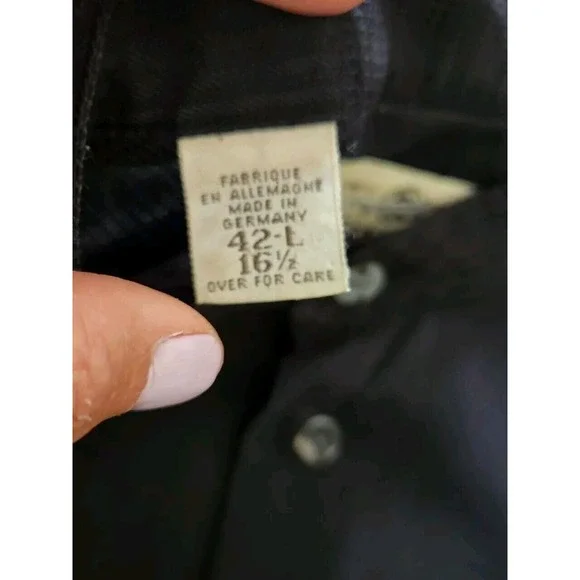 FABRIQUE
EN ALLEMAGNE
MADE IN
GERMANY
42-L
16½
OVER FOR CARE